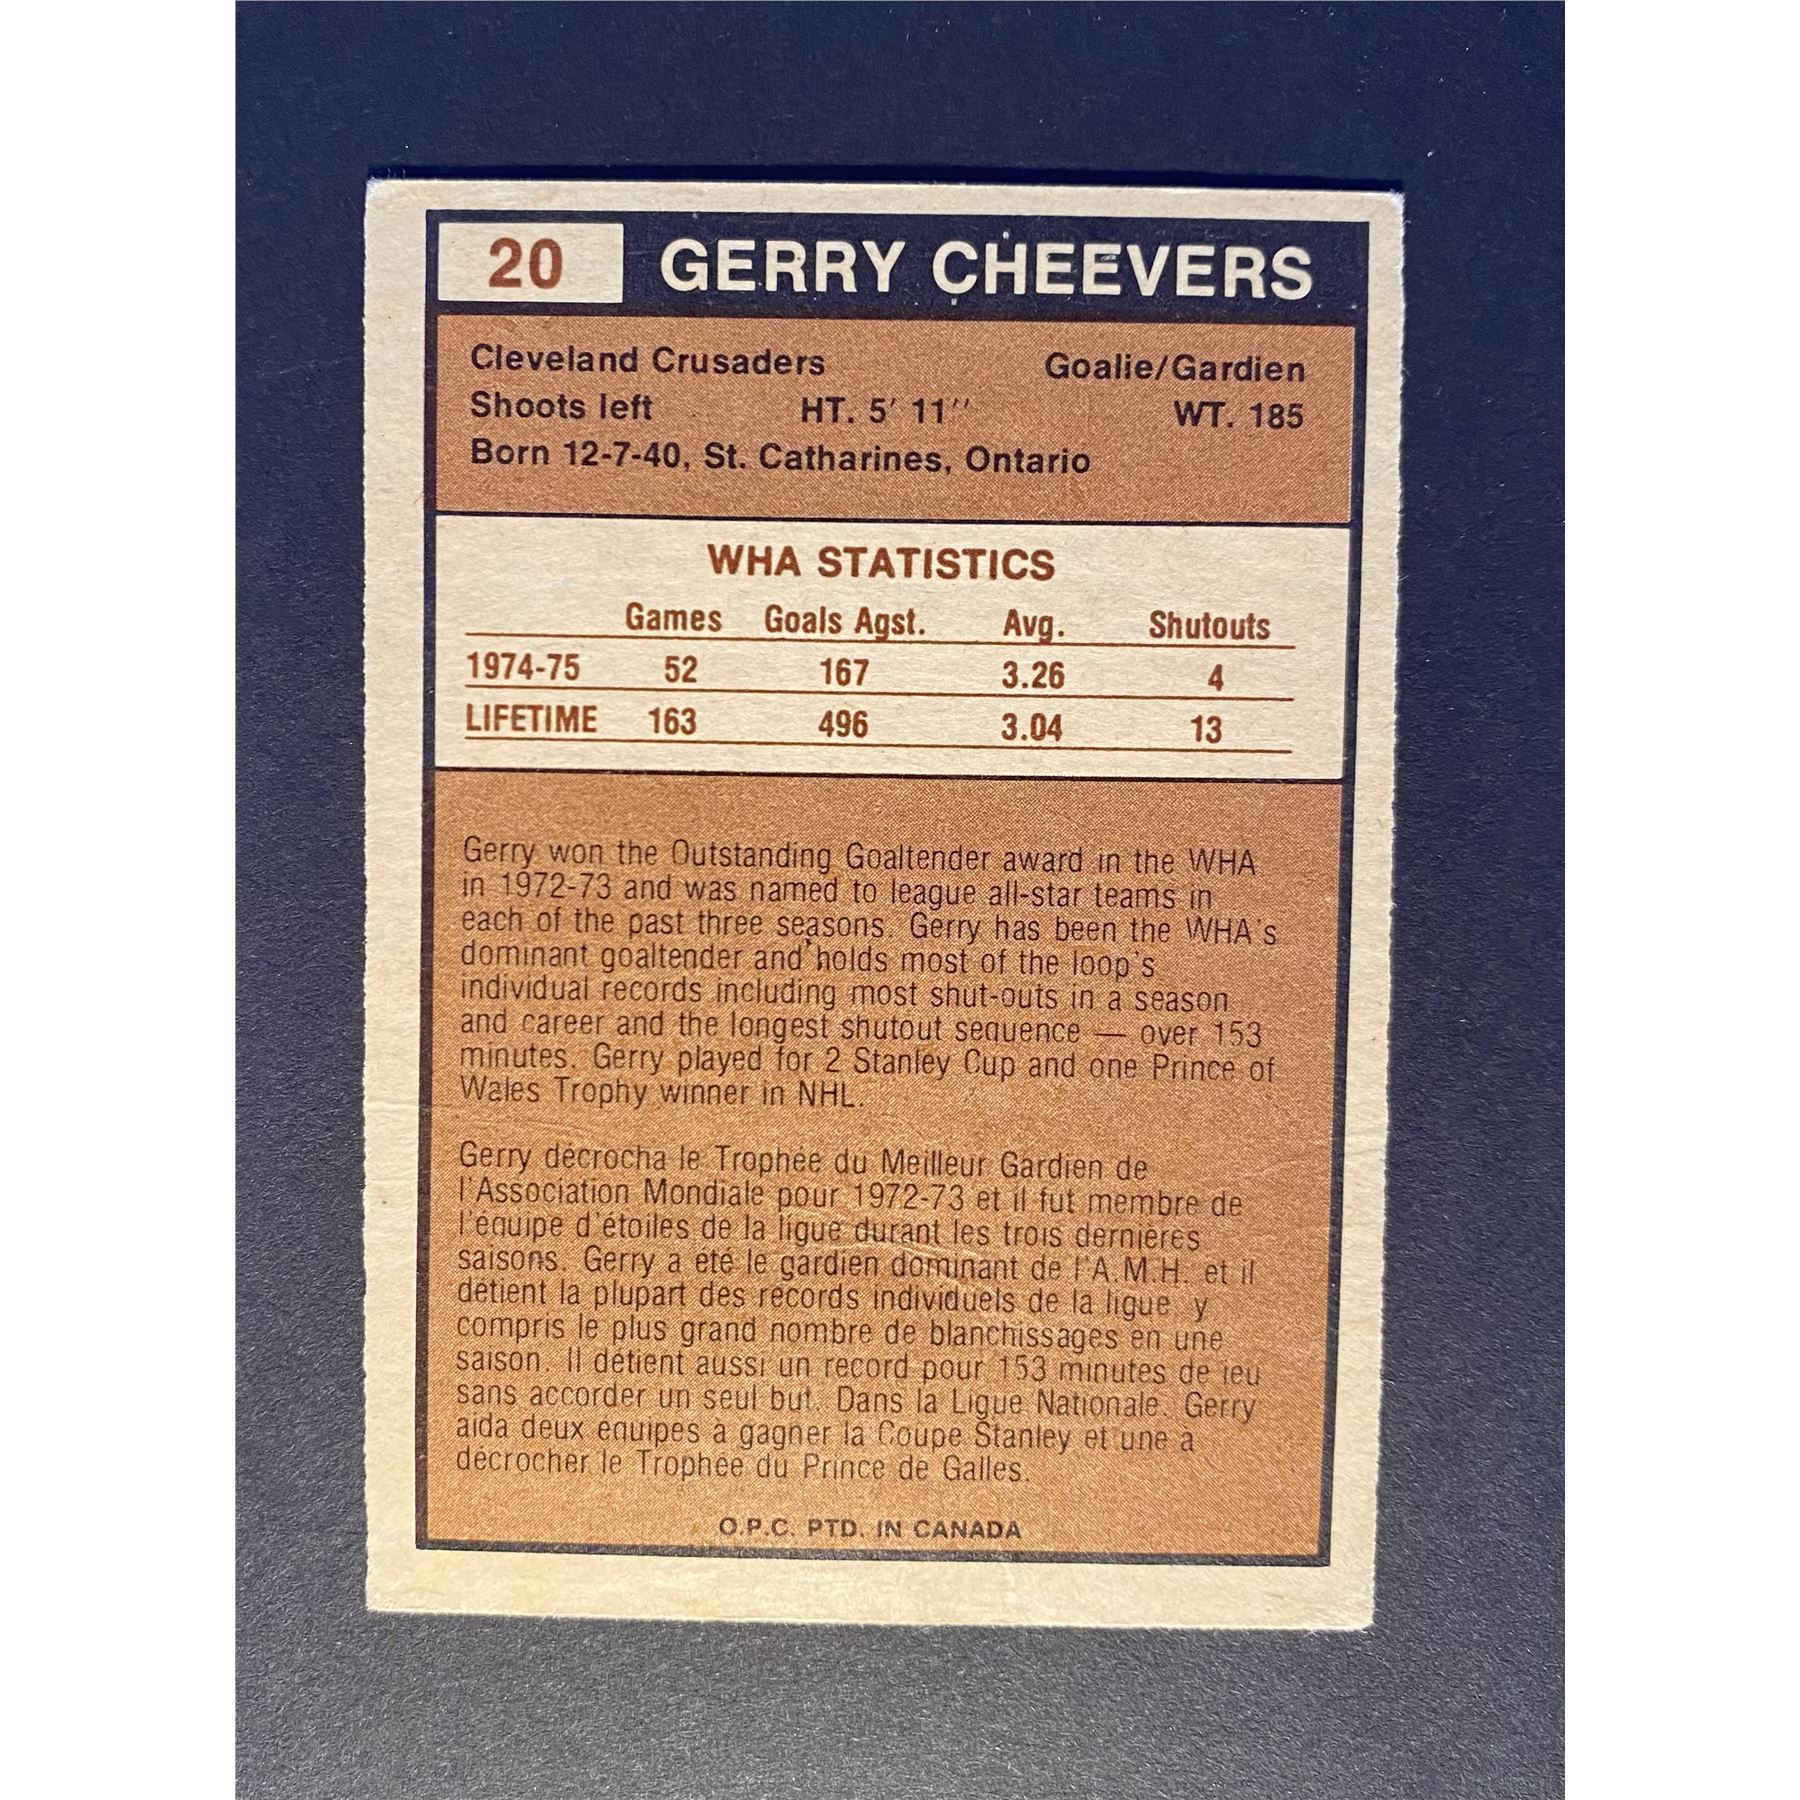 20 GERRY CHEEVERS
Cleveland Crusaders Goalie/Gardien
Shoots left HT. 5' 11" WT. 185
Born 12-7-40, St. Catharines, Ontario
WHA STATISTICS
Games Goals Agst. Avg. Shutouts
1974-75 52 167 3.26 4
LIFETIME 163 496 3.04 13
Gerry won the Outstanding Goaltender award in the WHA
in 1972-73 and was named to league all-star teams in
each of the past three seasons. Gerry has been the WHA's
dominant goaltender and holds most of the loop's
individual records including most shut-outs in a season
and career and the longest shutout sequence — over 153
minutes. Gerry played for 2 Stanley Cup and one Prince of
Wales Trophy winner in NHL.
Gerry décrocha le Trophée du Meilleur Gardien de
l'Association Mondiale pour 1972-73 et il fut membre de
l'équipe d'étoiles de la ligue durant les trois dernières
saisons. Gerry a été le gardien dominant de l'A.M.H. et il
détient la plupart des records individuels de la ligue, y
compris le plus grand nombre de blanchissages en une
saison. Il détient aussi un record pour 153 minutes de jeu
sans accorder un seul but. Dans la Ligue Nationale, Gerry
aida deux équipes à gagner la Coupe Stanley et une à
décrocher le Trophée du Prince de Galles.
O.P.C. PTD. IN CANADA